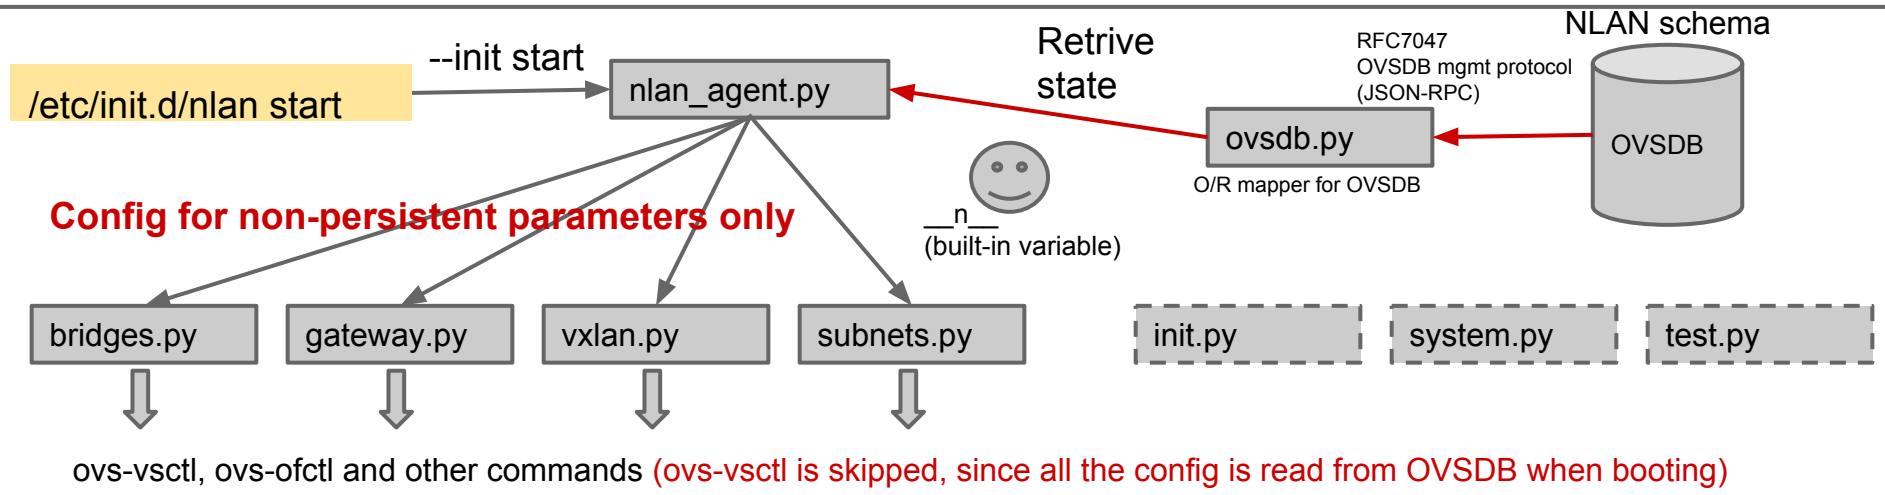 NLAN schema
--init start
Retrive
state
RFC7047
OVSDB mgmt protocol
(JSON-RPC)
/etc/init.d/nlan start
nlan_agent.py
ovsdb.py
OVSDB
O/R mapper for OVSDB
Config for non-persistent parameters only
__n__
(built-in variable)
bridges.py
gateway.py
vxlan.py
subnets.py
init.py
system.py
test.py
ovs-vsctl, ovs-ofctl and other commands (ovs-vsctl is skipped, since all the config is read from OVSDB when booting)